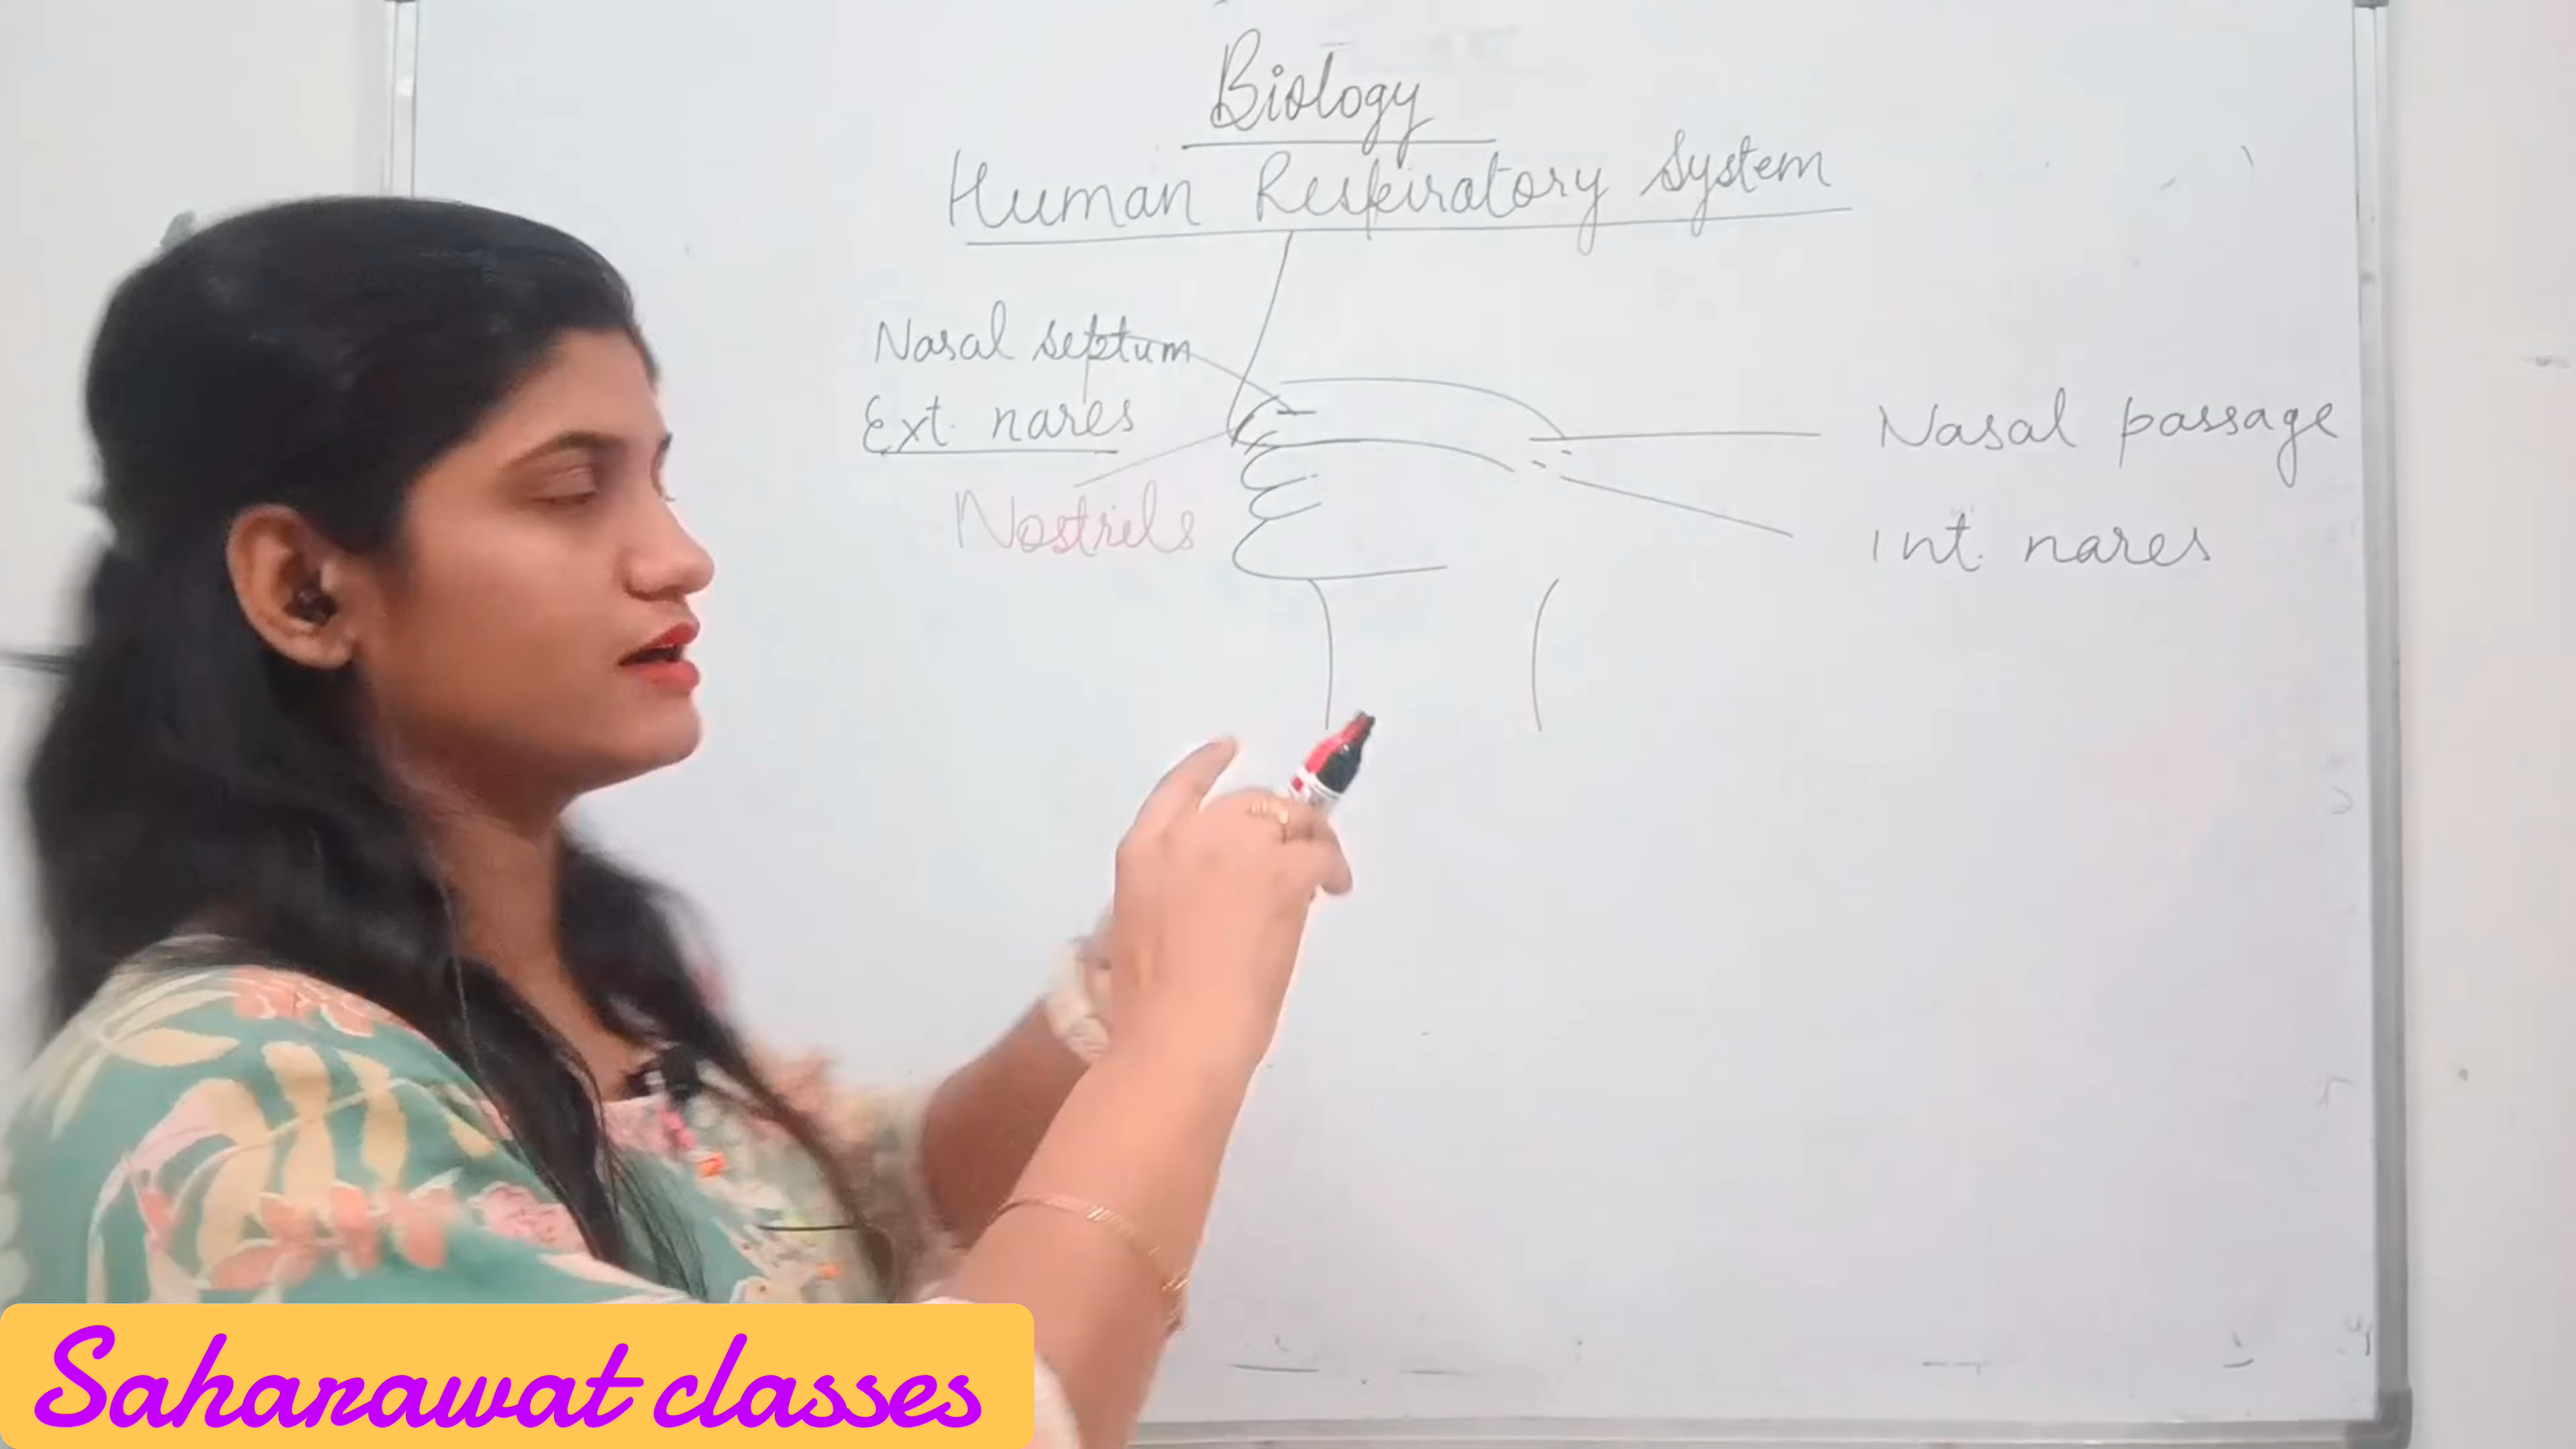 Biology
Human Respiratory System
Nasal septum
Ext. nares
Nostrils
Nasal passage
Int. nares
Saharawat classes